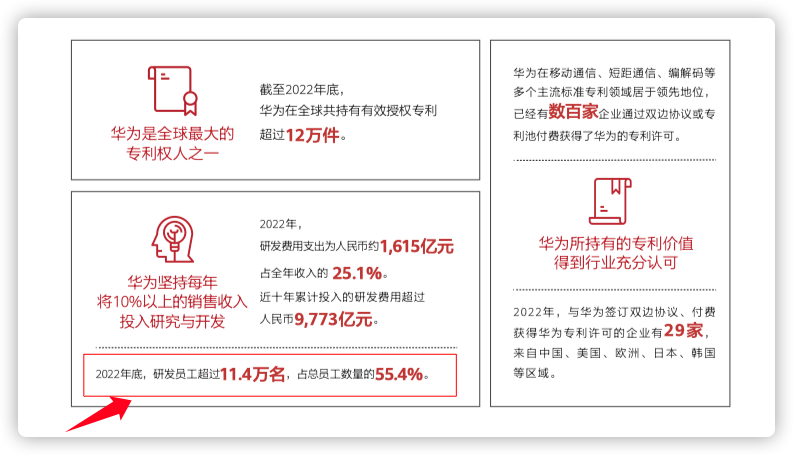 华为是全球最大的
专利权人之一
截至2022年底，
华为在全球共持有有效授权专利
超过12万件。
华为坚持每年
将10%以上的销售收入
投入研究与开发
2022年，
研发费用支出为人民币约1,615亿元
占全年收入的 25.1%。
近十年累计投入的研发费用超过
人民币9,773亿元。
2022年底，研发员工超过11.4万名，占总员工数量的55.4%。
华为在移动通信、短距通信、编解码等
多个主流标准专利领域居于领先地位，
已经有数百家企业通过双边协议或专
利池付费获得了华为的专利许可。
华为所持有的专利价值
得到行业充分认可
2022年，与华为签订双边协议、付费
获得华为专利许可的企业有29家，
来自中国、美国、欧洲、日本、韩国
等区域。